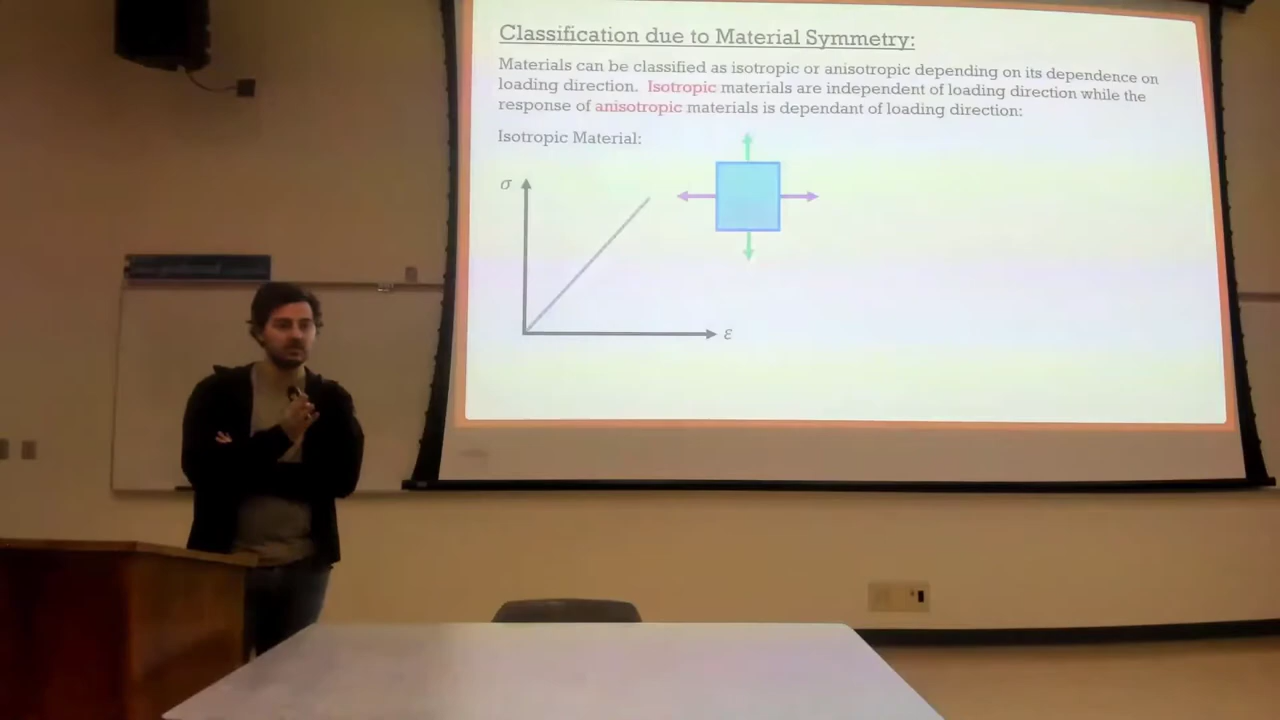 Classification due to Material Symmetry:
Materials can be classified as isotropic or anisotropic depending on its dependence on
loading direction. Isotropic materials are independent of loading direction while the
response of anisotropic materials is dependant of loading direction:
Isotropic Material:
σ
ε